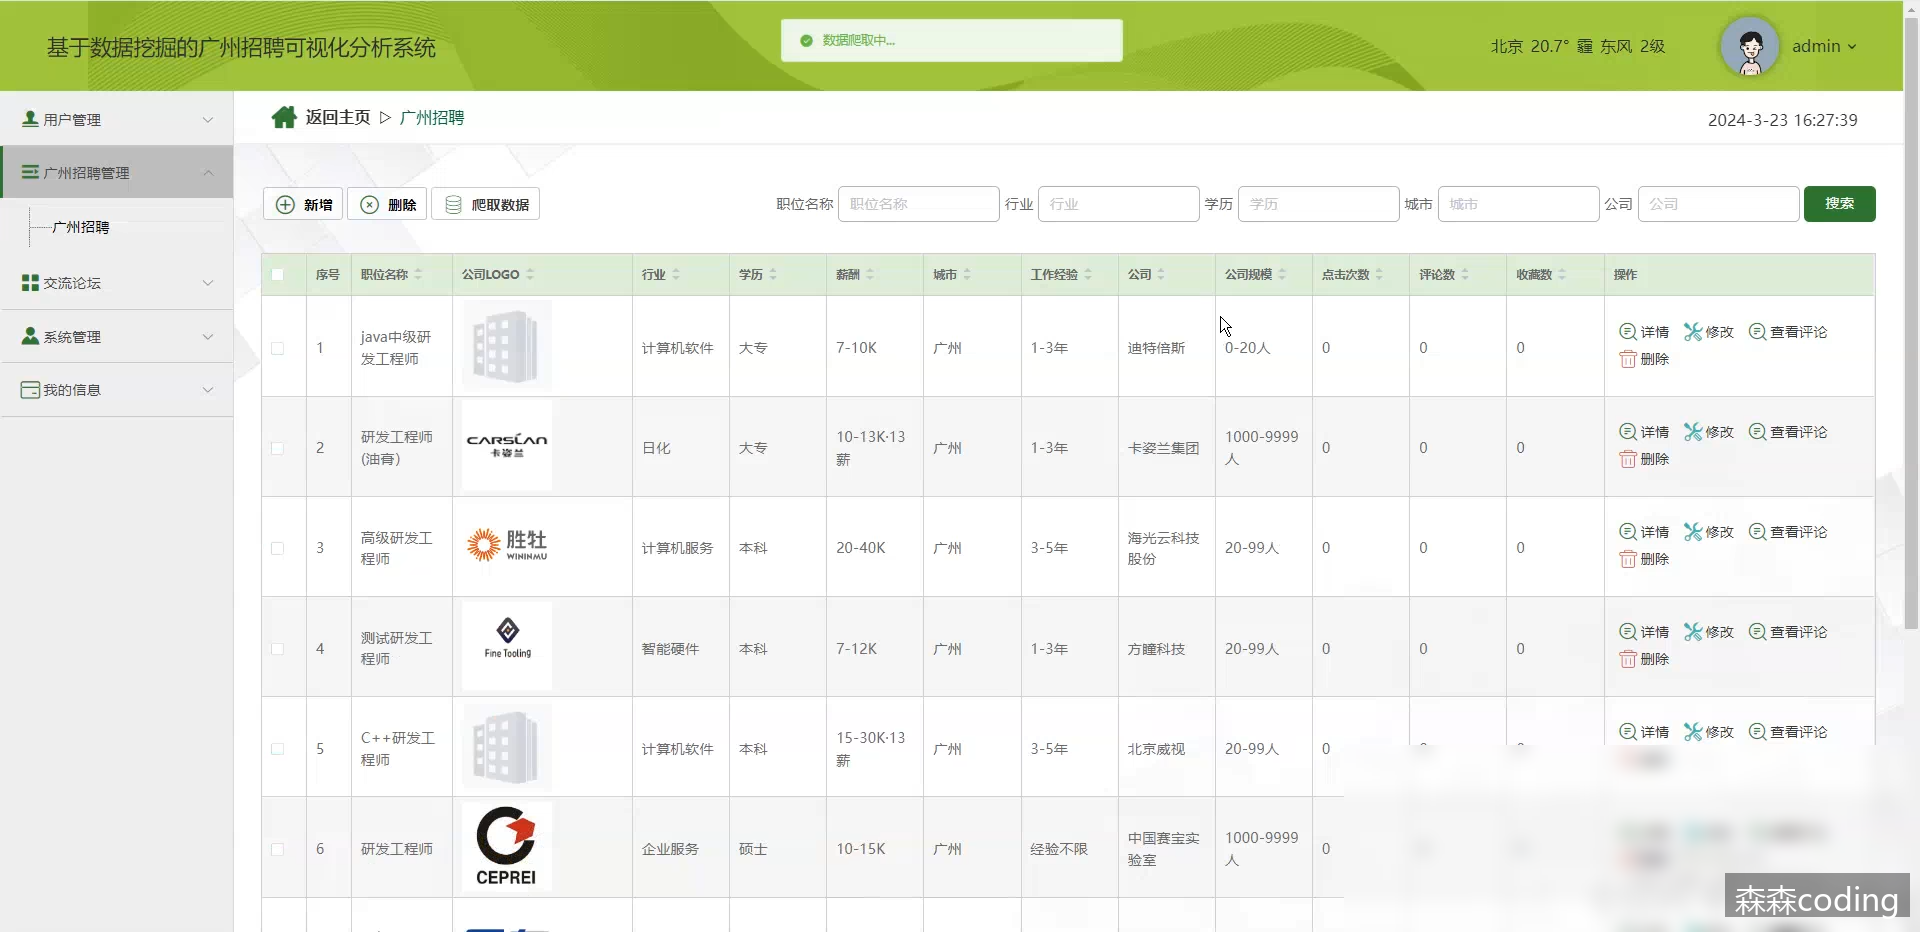 基于数据挖掘的广州招聘可视化分析系统
数据爬取中...
北京 20.7° 霾 东风 2级
admin
用户管理
广州招聘管理
广州招聘
交流论坛
系统管理
我的信息
返回主页 ▷ 广州招聘
2024-3-23 16:27:39
新增 删除 爬取数据
职位名称 职位名称 行业 行业 学历 学历 城市 城市 公司 公司 搜索
序号 职位名称 公司LOGO 行业 学历 薪酬 城市 工作经验 公司 公司规模 点击次数 评论数 收藏数 操作
1 java中级研发工程师 计算机软件 大专 7-10K 广州 1-3年 迪特倍斯 0-20人 0 0 0 详情 修改 查看评论 删除
2 研发工程师(油膏) CARSLAN 卡姿兰 日化 大专 10-13K·13薪 广州 1-3年 卡姿兰集团 1000-9999人 0 0 0 详情 修改 查看评论 删除
3 高级研发工程师 胜牡 WININMU 计算机服务 本科 20-40K 广州 3-5年 海光云科技股份 20-99人 0 0 0 详情 修改 查看评论 删除
4 测试研发工程师 Fine Tooling 智能硬件 本科 7-12K 广州 1-3年 方瞳科技 20-99人 0 0 0 详情 修改 查看评论 删除
5 C++研发工程师 计算机软件 本科 15-30K·13薪 广州 3-5年 北京威视 20-99人 0 详情 修改 查看评论
6 研发工程师 CEPREI 企业服务 硕士 10-15K 广州 经验不限 中国赛宝实验室 1000-9999人 0
森森coding